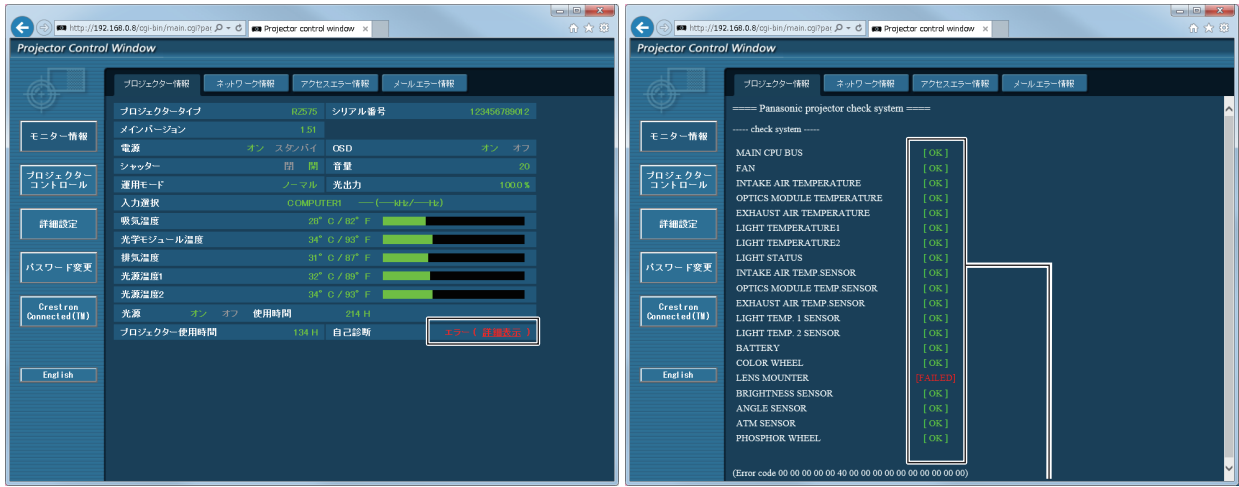 http://192.168.0.8/cgi-bin/main.cgi?par
Projector control window
Projector Control Window
プロジェクター情報 ネットワーク情報 アクセスエラー情報 メールエラー情報
モニター情報
プロジェクター
コントロール
詳細設定
パスワード変更
Crestron
Connected(TM)
English
プロジェクタータイプ RZ575 シリアル番号 123456789012
メインバージョン 1.51
電源 オン スタンバイ OSD オン オフ
シャッター 閉 開 音量 20
運用モード ノーマル 光出力 100.0 %
入力選択 COMPUTER1 ---(---kHz/---Hz)
吸気温度 28° C / 82° F
光学モジュール温度 34° C / 93° F
排気温度 31° C / 87° F
光源温度1 32° C / 89° F
光源温度2 34° C / 93° F
光源 オン オフ 使用時間 214 H
プロジェクター使用時間 134 H 自己診断 エラー ( 詳細表示 )
http://192.168.0.8/cgi-bin/main.cgi?par
Projector control window
Projector Control Window
プロジェクター情報 ネットワーク情報 アクセスエラー情報 メールエラー情報
モニター情報
プロジェクター
コントロール
詳細設定
パスワード変更
Crestron
Connected(TM)
English
==== Panasonic projector check system ====
----- check system -----
MAIN CPU BUS [ OK ]
FAN [ OK ]
INTAKE AIR TEMPERATURE [ OK ]
OPTICS MODULE TEMPERATURE [ OK ]
EXHAUST AIR TEMPERATURE [ OK ]
LIGHT TEMPERATURE1 [ OK ]
LIGHT TEMPERATURE2 [ OK ]
LIGHT STATUS [ OK ]
INTAKE AIR TEMP.SENSOR [ OK ]
OPTICS MODULE TEMP.SENSOR [ OK ]
EXHAUST AIR TEMP.SENSOR [ OK ]
LIGHT TEMP. 1 SENSOR [ OK ]
LIGHT TEMP. 2 SENSOR [ OK ]
BATTERY [ OK ]
COLOR WHEEL [ OK ]
LENS MOUNTER [FAILED]
BRIGHTNESS SENSOR [ OK ]
ANGLE SENSOR [ OK ]
ATM SENSOR [ OK ]
PHOSPHOR WHEEL [ OK ]
(Error code 00 00 00 00 00 40 00 00 00 00 00 00 00 00 00 00)